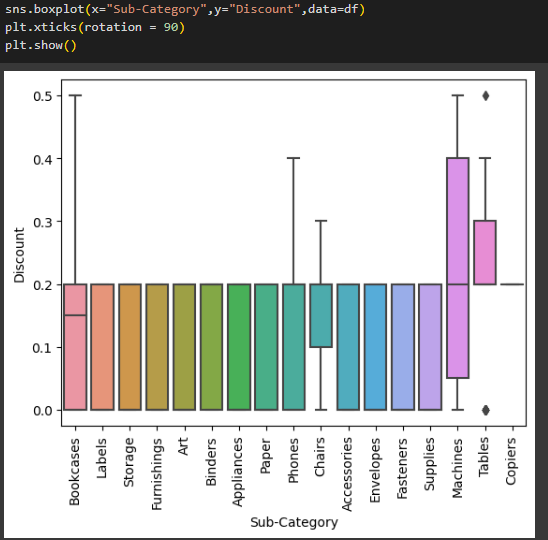 sns.boxplot(x="Sub-Category",y="Discount",data=df)
plt.xticks(rotation = 90)
plt.show()
0.5
0.4
0.3
0.2
0.1
0.0
Discount
Bookcases
Labels
Storage
Furnishings
Art
Binders
Appliances
Paper
Phones
Chairs
Accessories
Envelopes
Fasteners
Supplies
Machines
Tables
Copiers
Sub-Category